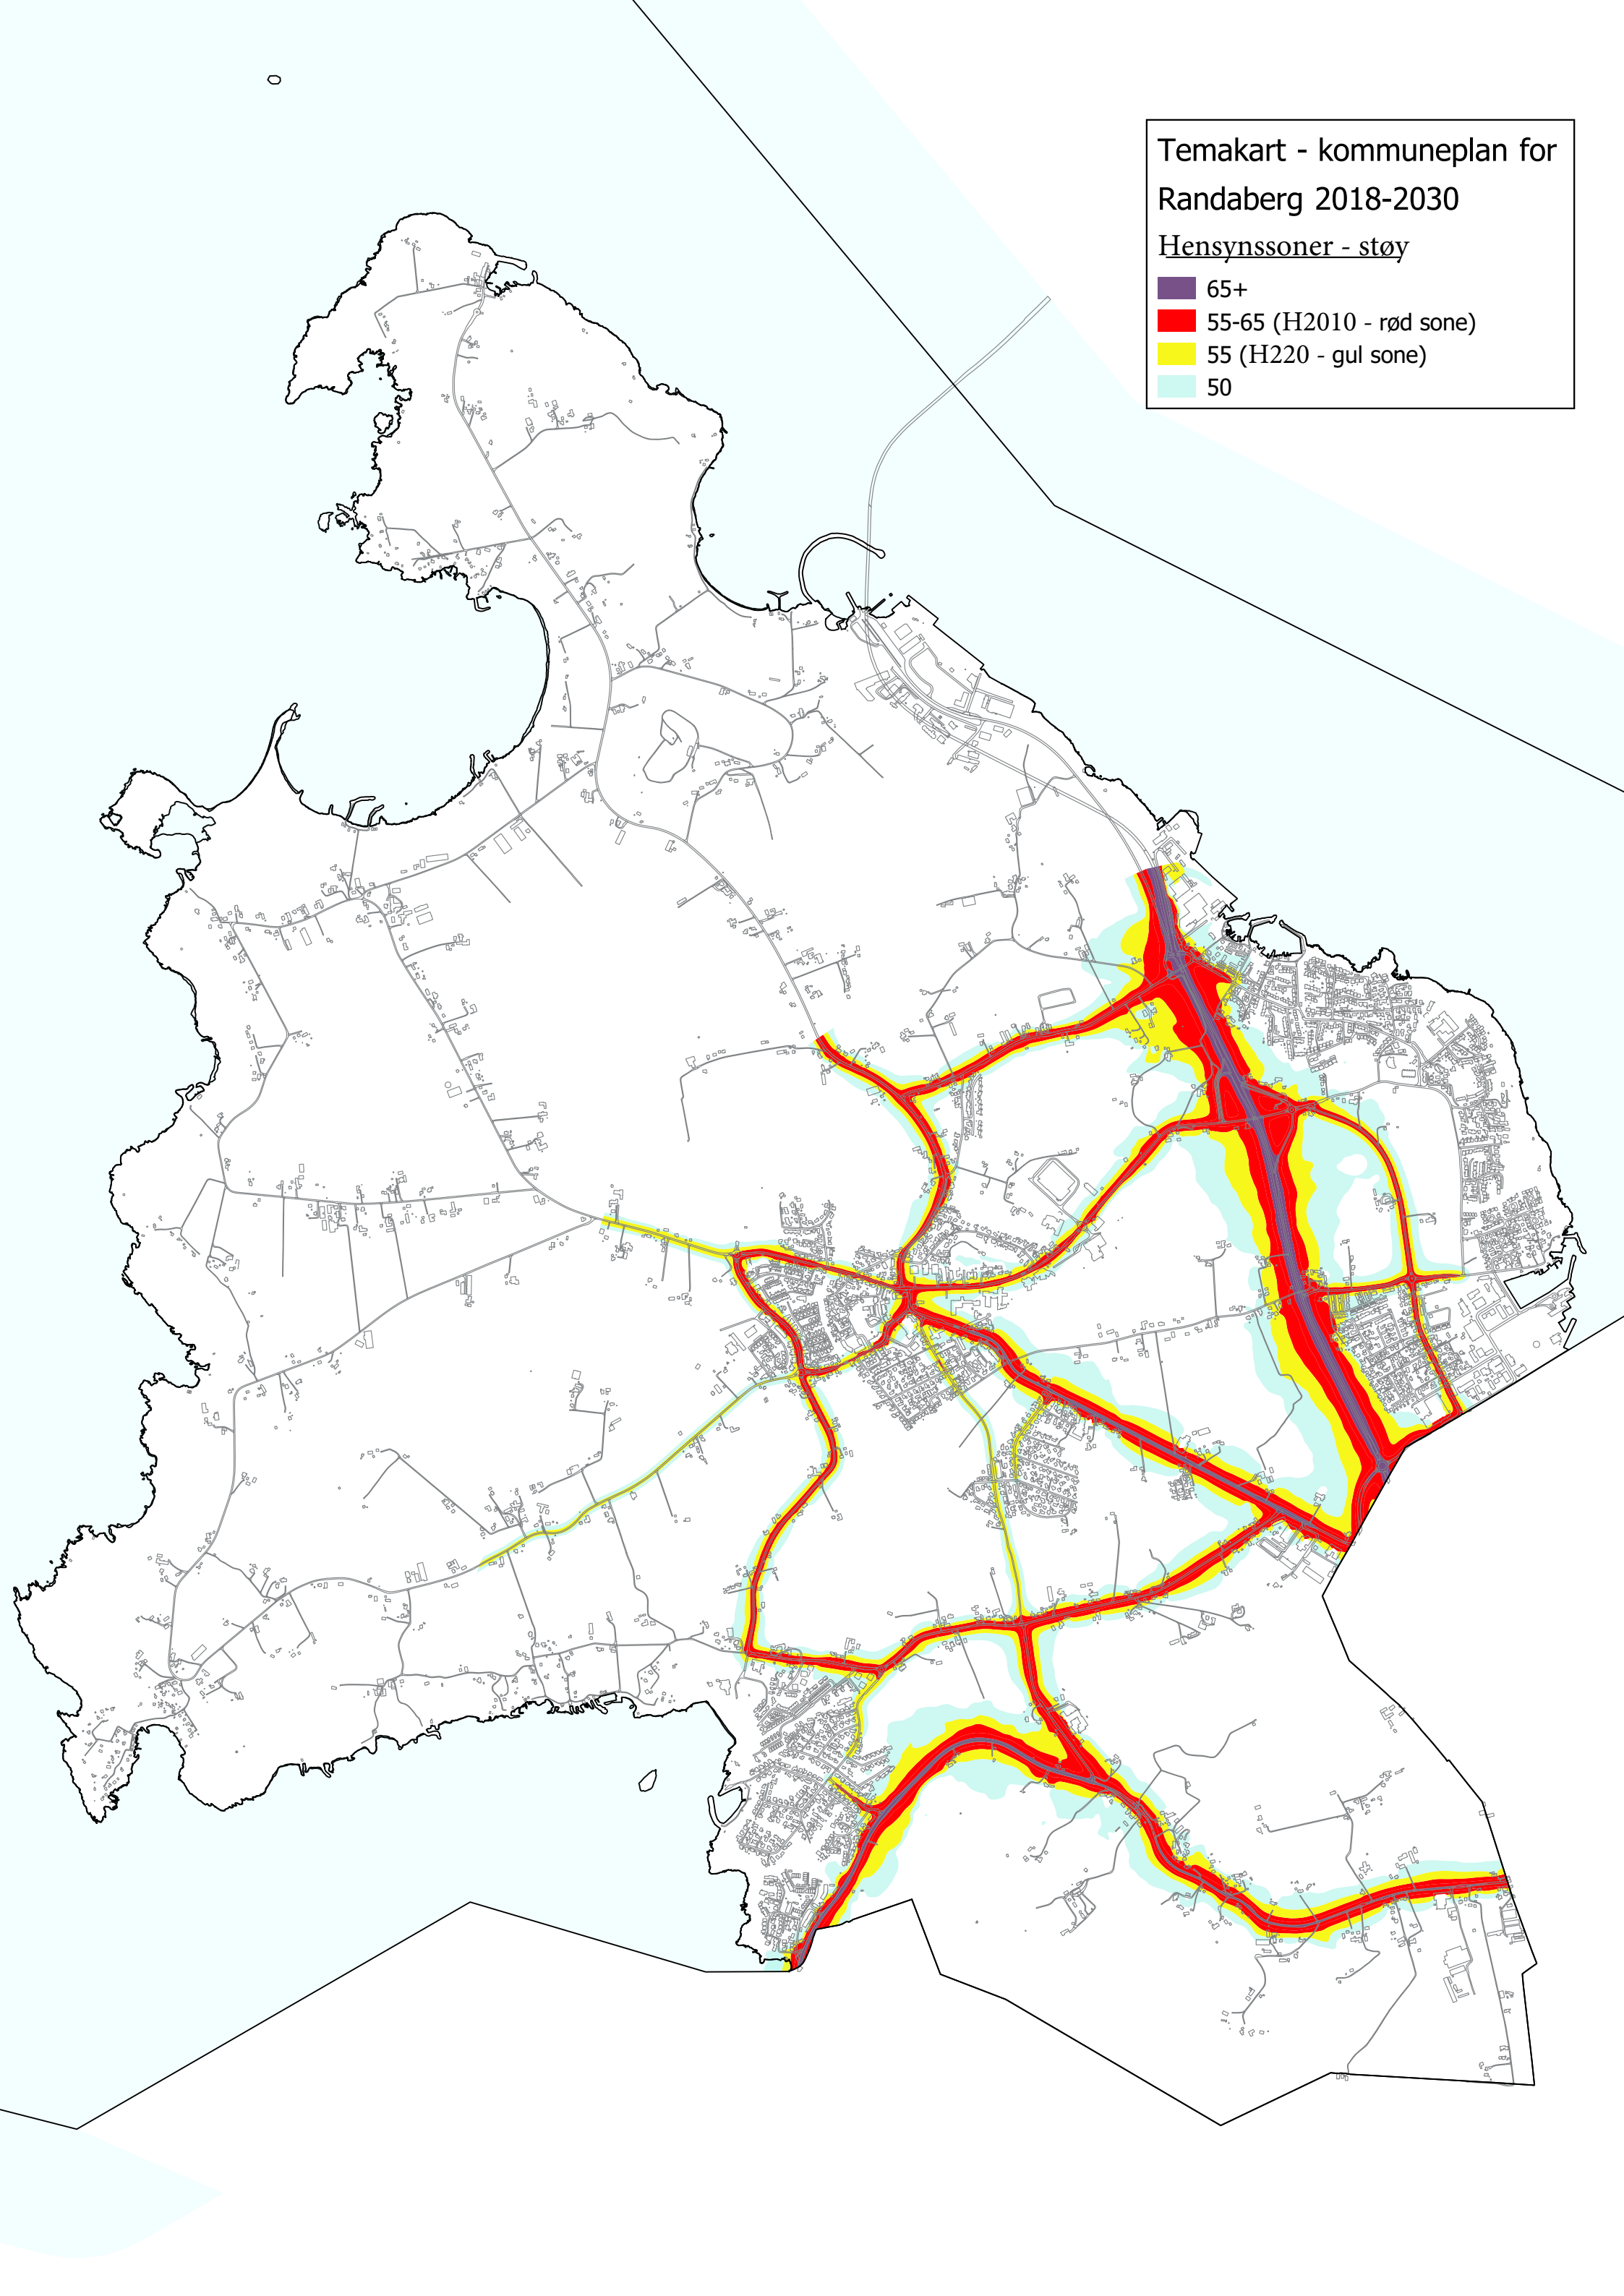 Temakart - kommuneplan for
Randaberg 2018-2030
Hensynssoner - støy
65+
55-65 (H2010 - rød sone)
55 (H220 - gul sone)
50